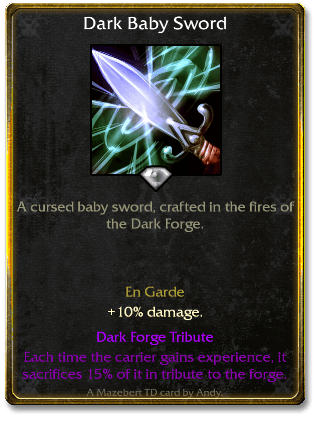 Dark Baby Sword
A cursed baby sword, crafted in the fires of
the Dark Forge.
En Garde
+10% damage.
Dark Forge Tribute
Each time the carrier gains experience, it
sacrifices 15% of it in tribute to the forge.
A Mazebert TD card by Andy.